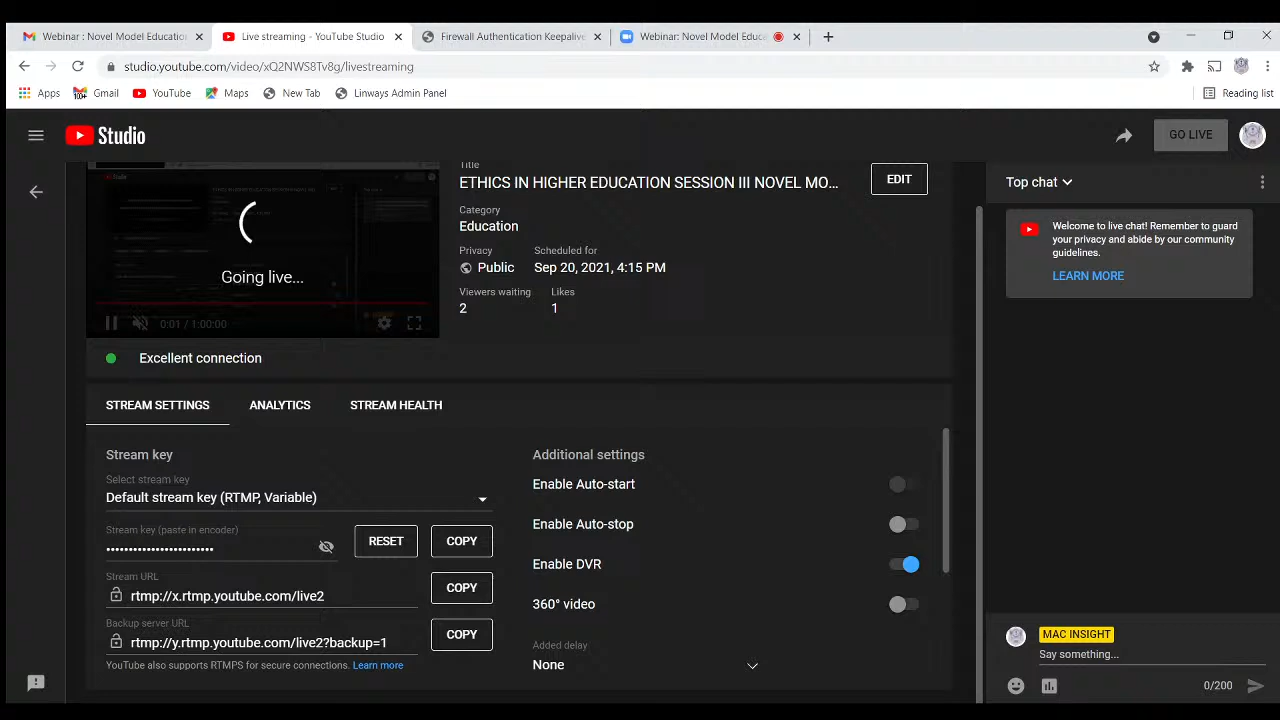 Webinar : Novel Model Education
Live streaming - YouTube Studio
Firewall Authentication Keepalive
Webinar: Novel Model Educ
studio.youtube.com/video/xQ2NWS8Tv8g/livestreaming
Apps
100+
Gmail
YouTube
Maps
New Tab
Linways Admin Panel
Reading list
Studio
GO LIVE
Title
ETHICS IN HIGHER EDUCATION SESSION III NOVEL MO...
EDIT
Category
Education
Privacy
Public
Scheduled for
Sep 20, 2021, 4:15 PM
Viewers waiting
2
Likes
1
Going live...
0:01 / 1:00:00
Excellent connection
STREAM SETTINGS
ANALYTICS
STREAM HEALTH
Stream key
Select stream key
Default stream key (RTMP, Variable)
Stream key (paste in encoder)
••••••••••••••••••••••••
RESET
COPY
Stream URL
rtmp://x.rtmp.youtube.com/live2
COPY
Backup server URL
rtmp://y.rtmp.youtube.com/live2?backup=1
COPY
YouTube also supports RTMPS for secure connections. Learn more
Additional settings
Enable Auto-start
Enable Auto-stop
Enable DVR
360° video
Added delay
None
Top chat
Welcome to live chat! Remember to guard
your privacy and abide by our community
guidelines.
LEARN MORE
MAC INSIGHT
Say something...
0/200